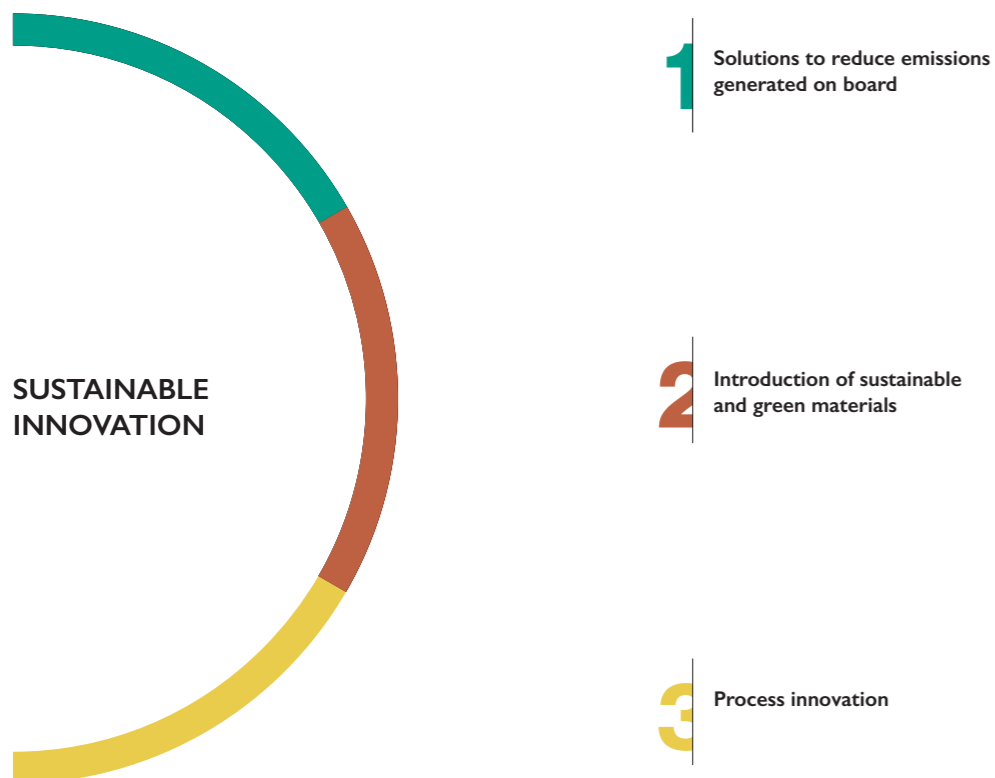 1
Solutions to reduce emissions
generated on board
SUSTAINABLE
INNOVATION
2
Introduction of sustainable
and green materials
3
Process innovation